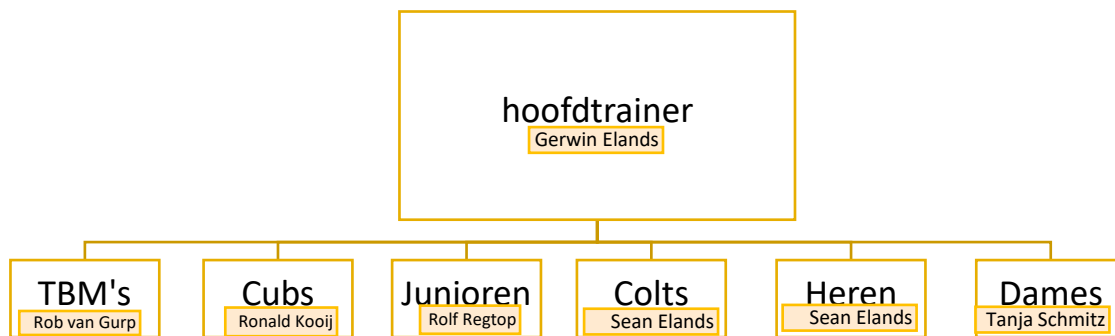 hoofdtrainer
Gerwin Elands
TBM's
Rob van Gurp
Cubs
Ronald Kooij
Junioren
Rolf Regtop
Colts
Sean Elands
Heren
Sean Elands
Dames
Tanja Schmitz